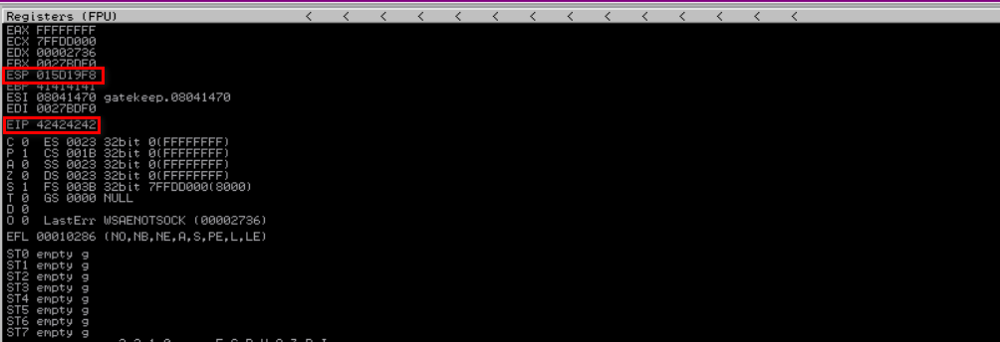 Registers (FPU) < < < < < < < < < < < < < <
EAX FFFFFFFF
ECX 7FFDD000
EDX 00002736
EBX 0027BDF0
ESP 015D19F8
EBP 41414141
ESI 08041470 gatekeep.08041470
EDI 0027BDF0
EIP 42424242
C 0 ES 0023 32bit 0(FFFFFFFF)
P 1 CS 001B 32bit 0(FFFFFFFF)
A 0 SS 0023 32bit 0(FFFFFFFF)
Z 0 DS 0023 32bit 0(FFFFFFFF)
S 1 FS 003B 32bit 7FFDD000(8000)
T 0 GS 0000 NULL
D 0
O 0 LastErr WSAENOTSOCK (00002736)
EFL 00010286 (NO,NB,NE,A,S,PE,L,LE)
ST0 empty g
ST1 empty g
ST2 empty g
ST3 empty g
ST4 empty g
ST5 empty g
ST6 empty g
ST7 empty g